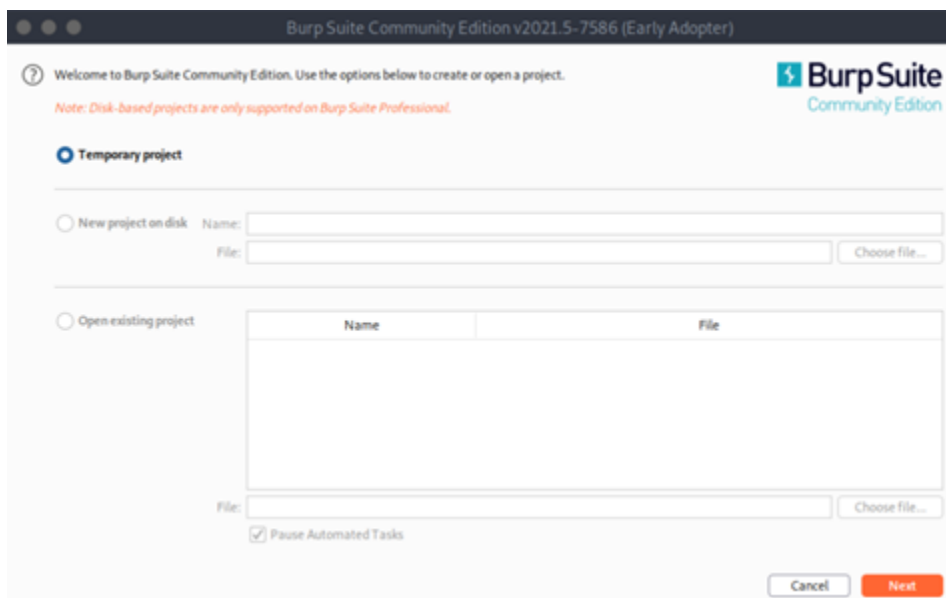 Burp Suite Community Edition v2021.5-7586 (Early Adopter)
? Welcome to Burp Suite Community Edition. Use the options below to create or open a project.
Burp Suite
Community Edition
Note: Disk-based projects are only supported on Burp Suite Professional.
Temporary project
New project on disk Name:
File: Choose file...
Open existing project
Name File
File: Choose file...
Pause Automated Tasks
Cancel Next